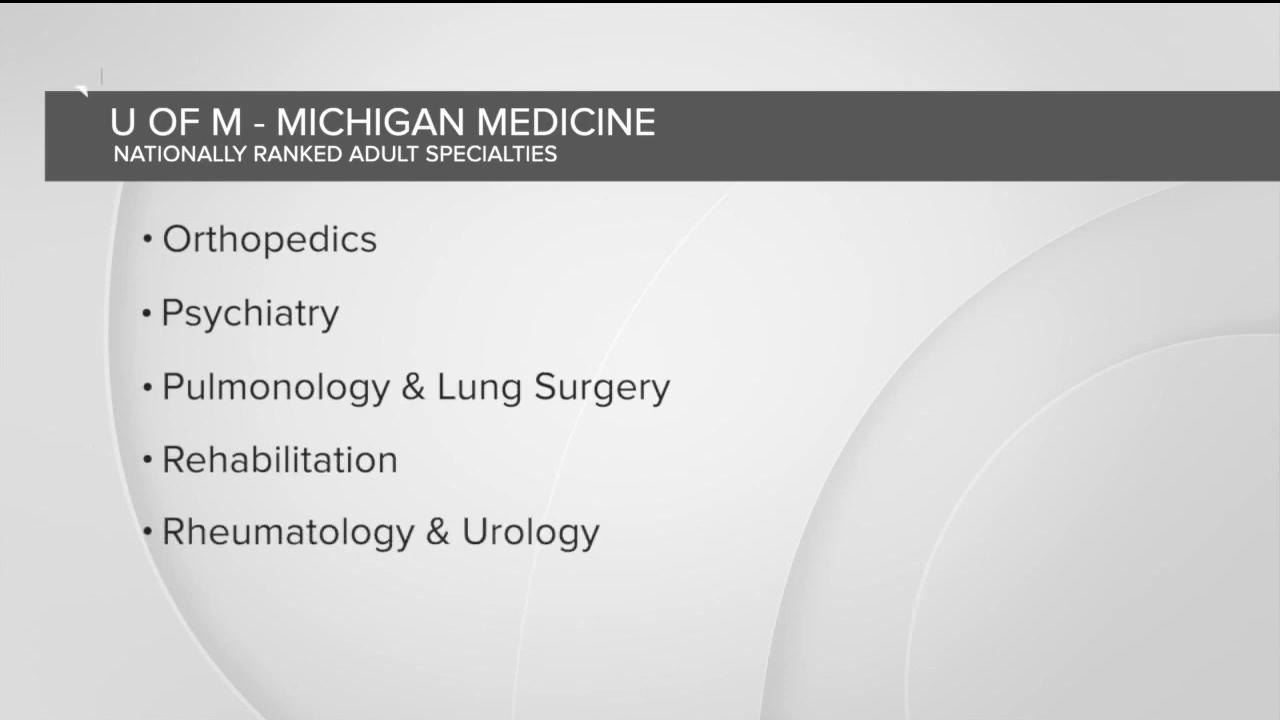 U OF M - MICHIGAN MEDICINE
NATIONALLY RANKED ADULT SPECIALTIES
• Orthopedics
• Psychiatry
• Pulmonology & Lung Surgery
• Rehabilitation
• Rheumatology & Urology